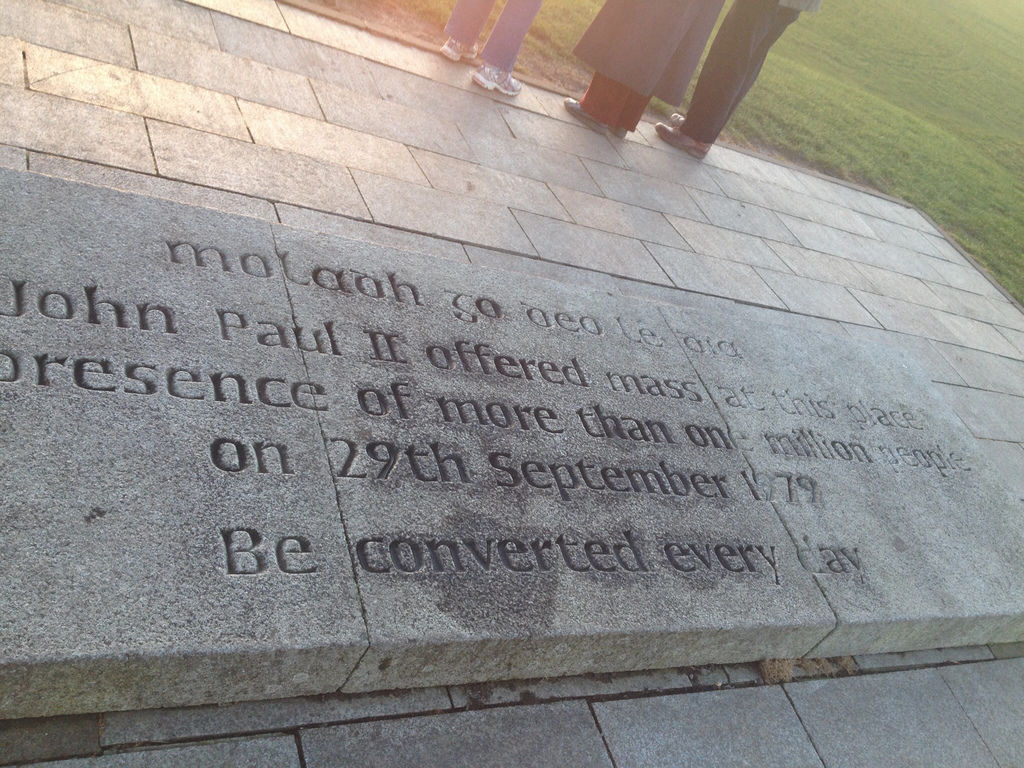 moladh go deo le dia
John Paul II offered mass at this place
presence of more than one million people
on 29th September 1979
Be converted every day